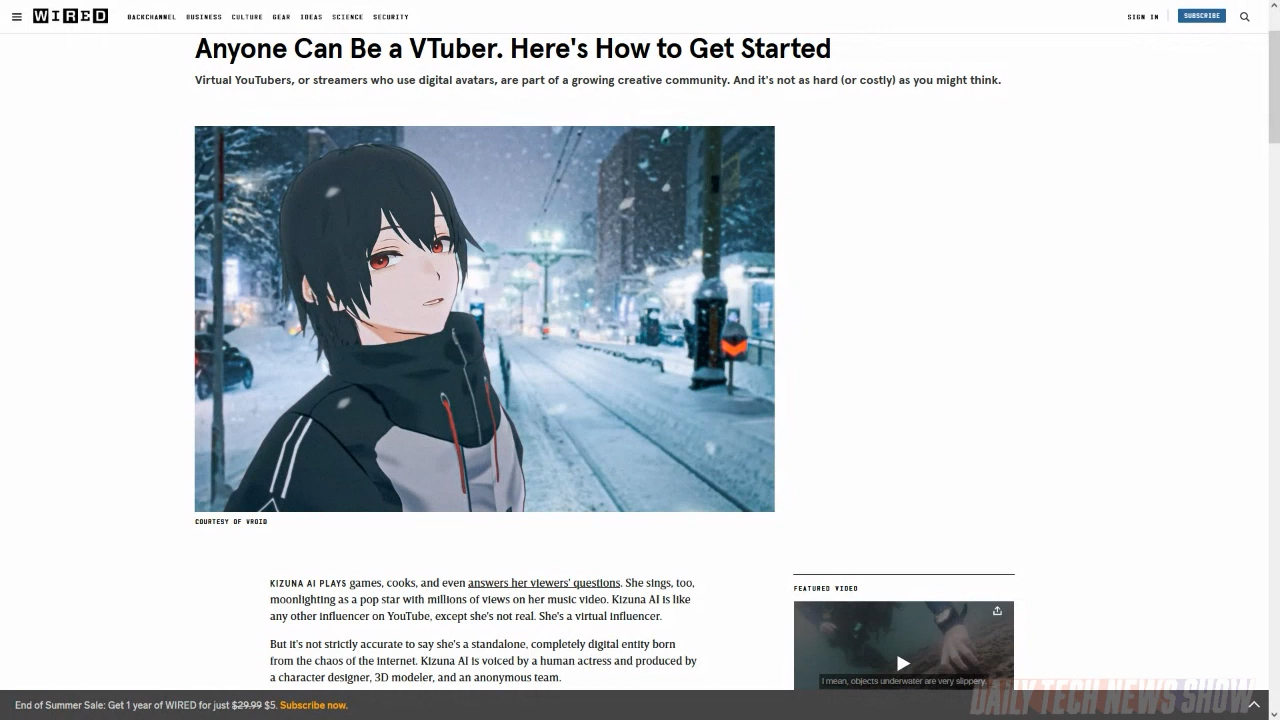 WIRED
BACKCHANNEL BUSINESS CULTURE GEAR IDEAS SCIENCE SECURITY
SIGN IN
SUBSCRIBE
Anyone Can Be a VTuber. Here's How to Get Started
Virtual YouTubers, or streamers who use digital avatars, are part of a growing creative community. And it's not as hard (or costly) as you might think.
COURTESY OF VROID
KIZUNA AI PLAYS games, cooks, and even answers her viewers' questions. She sings, too,
moonlighting as a pop star with millions of views on her music video. Kizuna AI is like
any other influencer on YouTube, except she's not real. She's a virtual influencer.
But it's not strictly accurate to say she's a standalone, completely digital entity born
from the chaos of the internet. Kizuna AI is voiced by a human actress and produced by
a character designer, 3D modeler, and an anonymous team.
FEATURED VIDEO
I mean, objects underwater are very slippery.
DAILY TECH NEWS SHOW
End of Summer Sale: Get 1 year of WIRED for just $29.99 $5. Subscribe now.